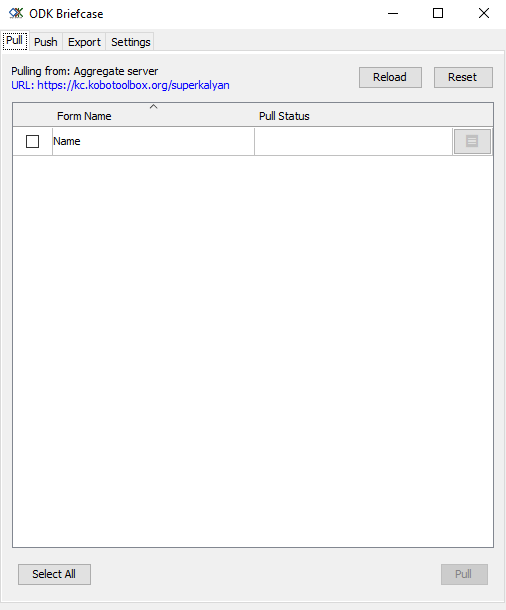 ODK Briefcase
Pull Push Export Settings
Pulling from: Aggregate server
URL: https://kc.kobotoolbox.org/superkalyan
Reload Reset
Form Name Pull Status
Name
Select All Pull